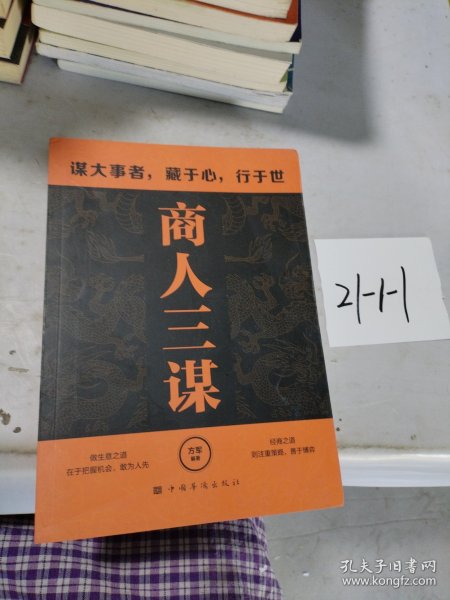 谋大事者，藏于心，行于世
商人三谋
做生意之道
在于把握机会，敢为人先
方军
编著
经商之道
则注重策略，善于博弈
中国华侨出版社
21-1-1
孔夫子旧书网
www.kongfz.com